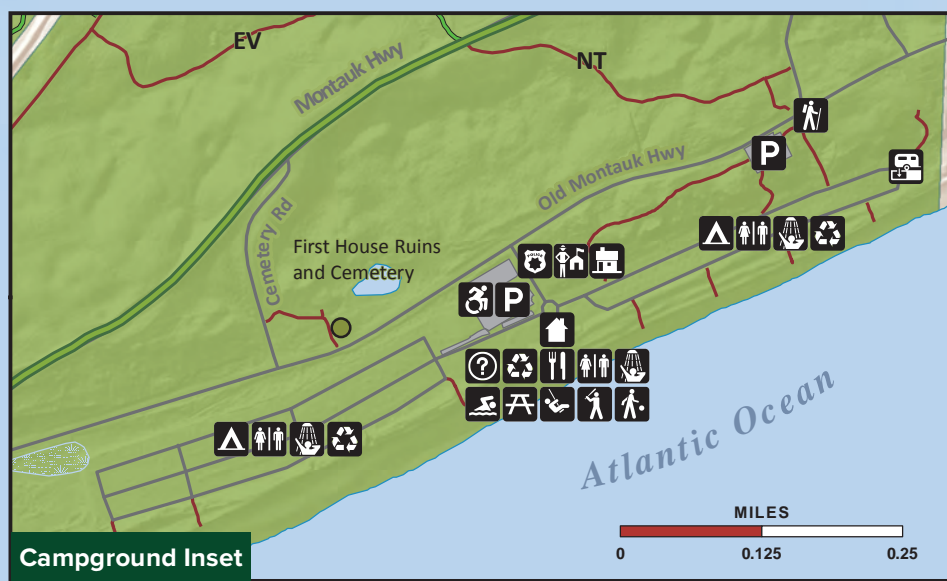 EV
Montauk Hwy
NT
P
Old Montauk Hwy
Cemetery Rd
First House Ruins
and Cemetery
POLICE
P
?
Atlantic Ocean
MILES
0 0.125 0.25
Campground Inset